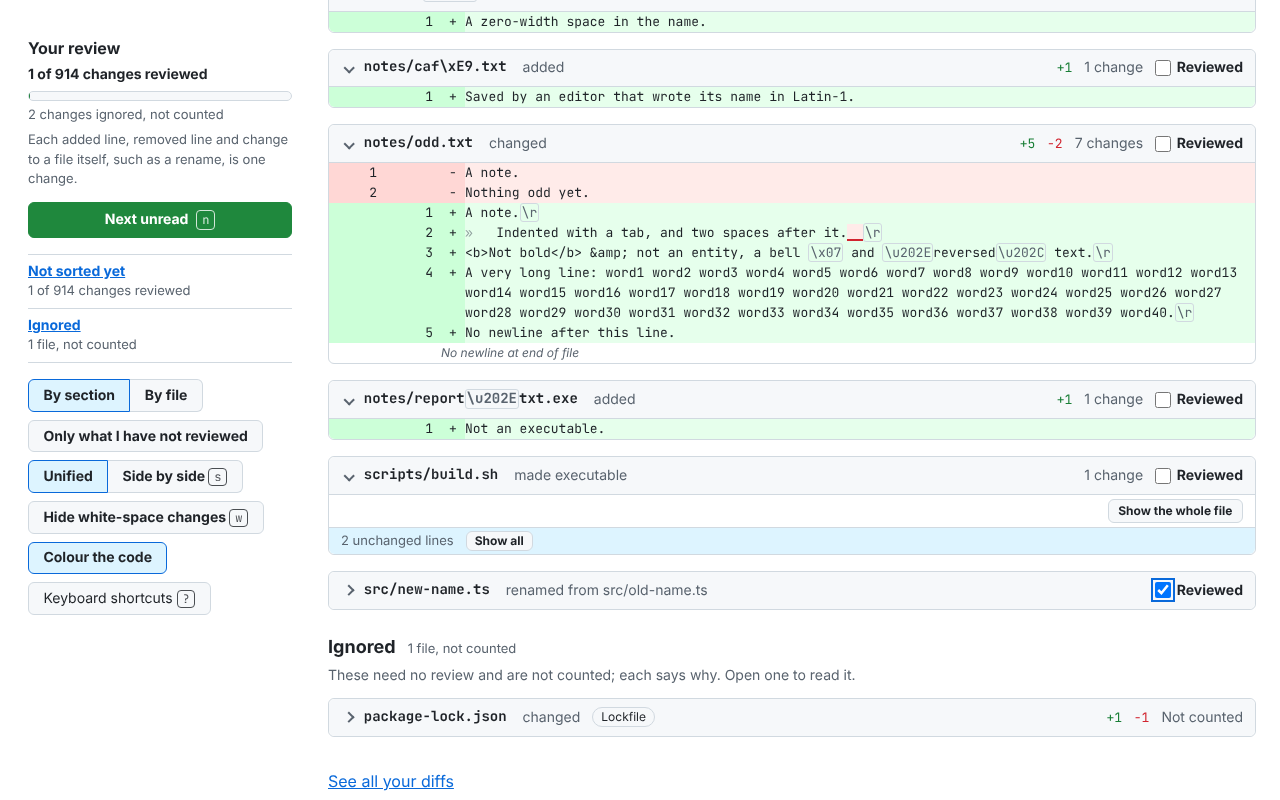 Your review
1 of 914 changes reviewed
2 changes ignored, not counted
Each added line, removed line and change
to a file itself, such as a rename, is one
change.
Next unread n
Not sorted yet
1 of 914 changes reviewed
Ignored
1 file, not counted
By section By file
Only what I have not reviewed
Unified Side by side s
Hide white-space changes w
Colour the code
Keyboard shortcuts ?
1 + A zero-width space in the name.
notes/caf\xE9.txt added +1 1 change Reviewed
1 + Saved by an editor that wrote its name in Latin-1.
notes/odd.txt changed +5 -2 7 changes Reviewed
1 - A note.
2 - Nothing odd yet.
1 + A note.\r
2 + » Indented with a tab, and two spaces after it.  \r
3 + <b>Not bold</b> &amp; not an entity, a bell \x07 and \u202Ereversed\u202C text.\r
4 + A very long line: word1 word2 word3 word4 word5 word6 word7 word8 word9 word10 word11 word12 word13
word14 word15 word16 word17 word18 word19 word20 word21 word22 word23 word24 word25 word26 word27
word28 word29 word30 word31 word32 word33 word34 word35 word36 word37 word38 word39 word40.\r
5 + No newline after this line.
No newline at end of file
notes/report\u202Etxt.exe added +1 1 change Reviewed
1 + Not an executable.
scripts/build.sh made executable 1 change Reviewed
Show the whole file
2 unchanged lines Show all
src/new-name.ts renamed from src/old-name.ts Reviewed
Ignored 1 file, not counted
These need no review and are not counted; each says why. Open one to read it.
package-lock.json changed Lockfile +1 -1 Not counted
See all your diffs